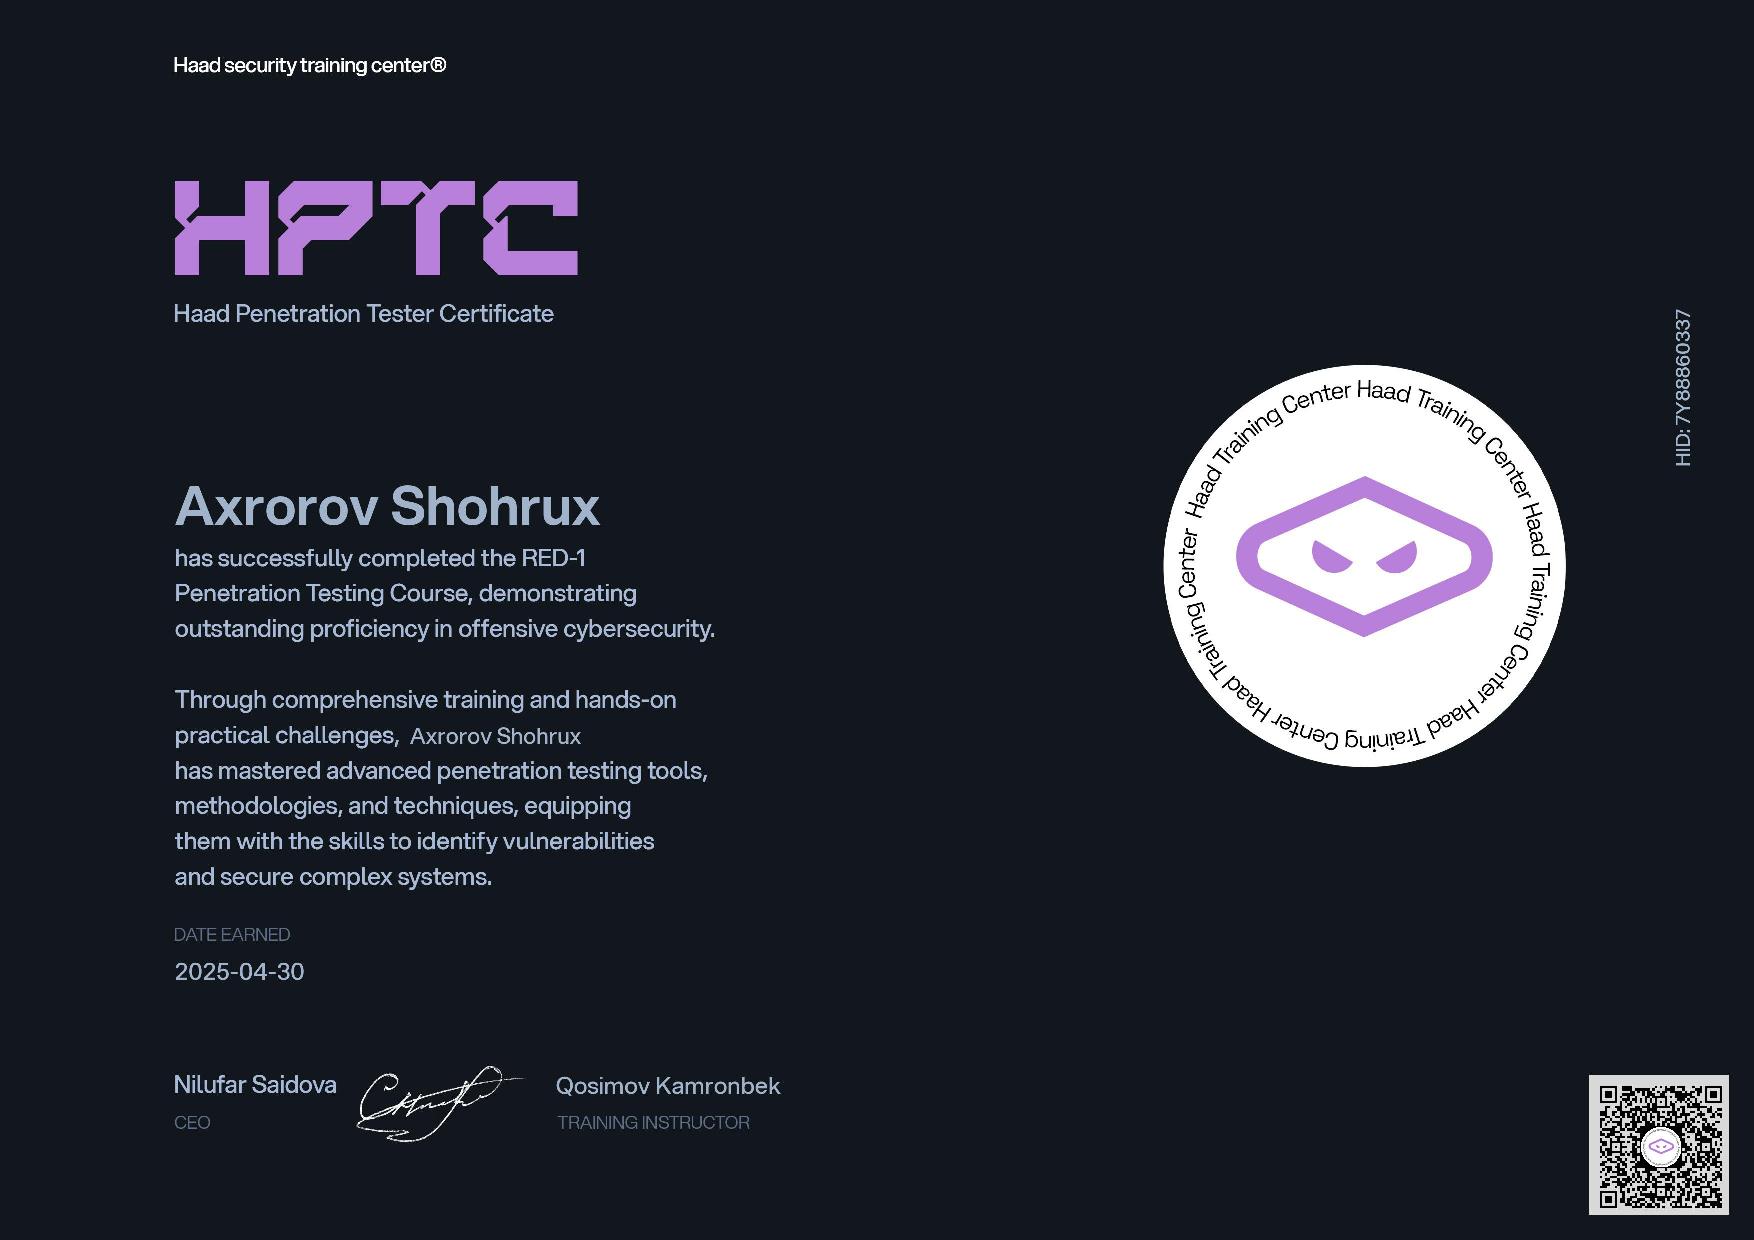 Haad security training center®
HPTC
Haad Penetration Tester Certificate
HID:7Y88860337
Haad Training Center Haad Training Center Haad Training Center Haad Training Center Haad Training Center
Axrorov Shohrux
has successfully completed the RED-1
Penetration Testing Course, demonstrating
outstanding proficiency in offensive cybersecurity.
Through comprehensive training and hands-on
practical challenges, Axrorov Shohrux
has mastered advanced penetration testing tools,
methodologies, and techniques, equipping
them with the skills to identify vulnerabilities
and secure complex systems.
DATE EARNED
2025-04-30
Nilufar Saidova
CEO
Qosimov Kamronbek
TRAINING INSTRUCTOR